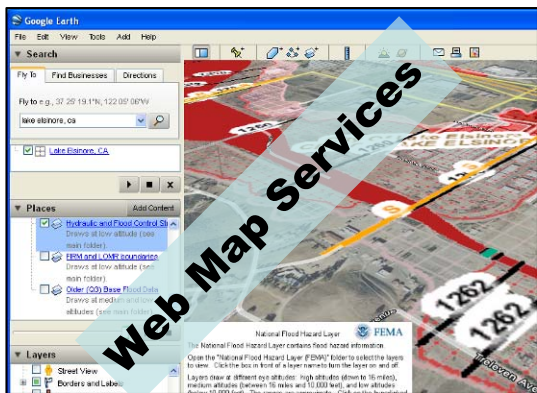 Google Earth
File Edit View Tools Add Help
Search
Fly To Find Businesses Directions
Fly to e.g., 37 25' 19.1"N, 122 05' 06"W
lake elsinore, ca
Lake Elsinore, CA
Places Add Content
Hydraulic and Flood Control St
Draws at low altitude (see
main folder).
FIRM and LOMR boundaries
Draws at low altitude (see
main folder).
Older (Q3) Base Flood Data
Draws at medium and low
altitudes (see main folder)
Layers
Street View
Borders and Labels
Web Map Services
1260
LAKE ELSINORE
S
S
1262
1262
Treleven Ave
National Flood Hazard Layer FEMA
The National Flood Hazard Layer contains flood hazard information.
Open the "National Flood Hazard Layer (FEMA)" folder to select the layers
to view. Click the box in front of a layer name to turn the layer on and off.
Layers draw at different eye altitudes: high altitudes (down to 16 miles),
medium altitudes (between 16 miles and 10,000 feet), and low altitudes